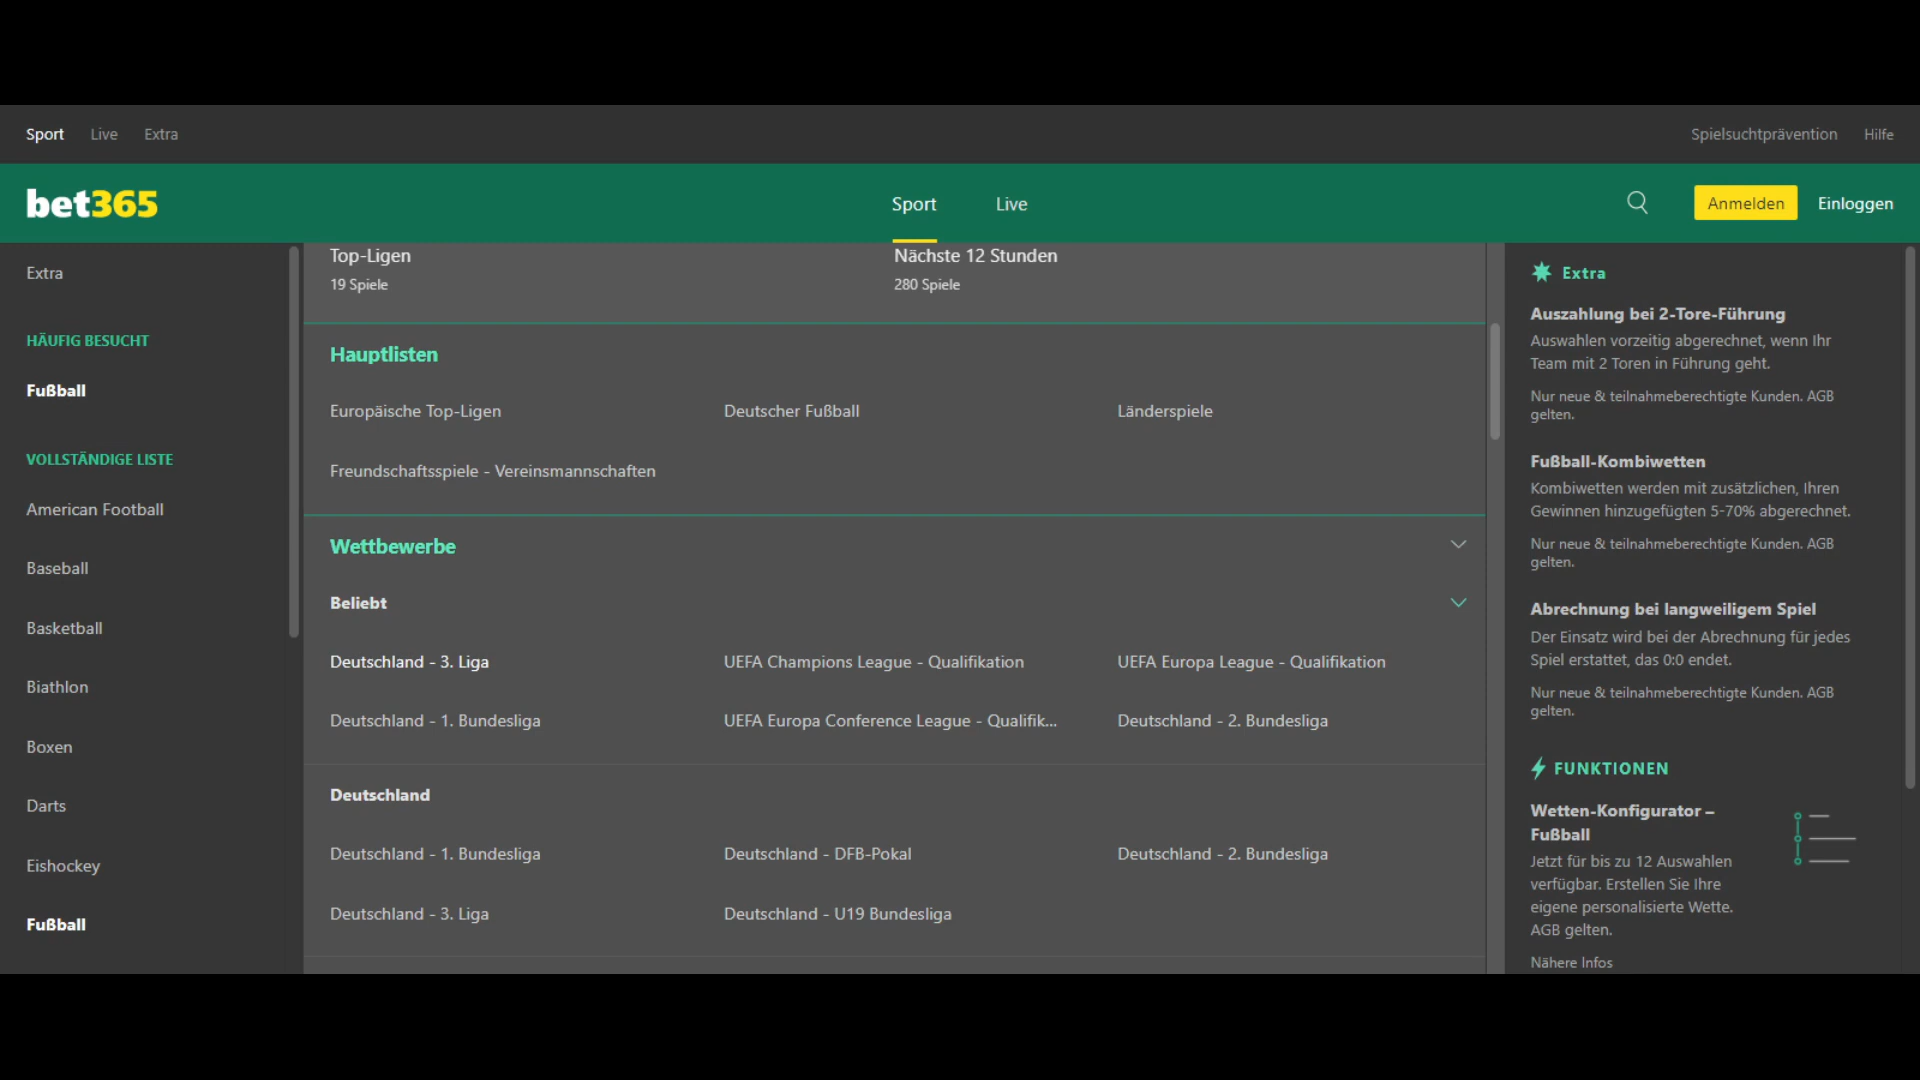 Sport
Live
Extra
Spielsuchtprävention
Hilfe
bet365
Sport
Live
Anmelden
Einloggen
Extra
HÄUFIG BESUCHT
Fußball
VOLLSTÄNDIGE LISTE
American Football
Baseball
Basketball
Biathlon
Boxen
Darts
Eishockey
Fußball
Top-Ligen
19 Spiele
Nächste 12 Stunden
280 Spiele
Hauptlisten
Europäische Top-Ligen
Deutscher Fußball
Länderspiele
Freundschaftsspiele - Vereinsmannschaften
Wettbewerbe
Beliebt
Deutschland - 3. Liga
UEFA Champions League - Qualifikation
UEFA Europa League - Qualifikation
Deutschland - 1. Bundesliga
UEFA Europa Conference League - Qualifik...
Deutschland - 2. Bundesliga
Deutschland
Deutschland - 1. Bundesliga
Deutschland - DFB-Pokal
Deutschland - 2. Bundesliga
Deutschland - 3. Liga
Deutschland - U19 Bundesliga
Extra
Auszahlung bei 2-Tore-Führung
Auswahlen vorzeitig abgerechnet, wenn Ihr
Team mit 2 Toren in Führung geht.
Nur neue & teilnahmeberechtigte Kunden. AGB
gelten.
Fußball-Kombiwetten
Kombiwetten werden mit zusätzlichen, Ihren
Gewinnen hinzugefügten 5-70% abgerechnet.
Nur neue & teilnahmeberechtigte Kunden. AGB
gelten.
Abrechnung bei langweiligem Spiel
Der Einsatz wird bei der Abrechnung für jedes
Spiel erstattet, das 0:0 endet.
Nur neue & teilnahmeberechtigte Kunden. AGB
gelten.
FUNKTIONEN
Wetten-Konfigurator –
Fußball
Jetzt für bis zu 12 Auswahlen
verfügbar. Erstellen Sie Ihre
eigene personalisierte Wette.
AGB gelten.
Nähere Infos